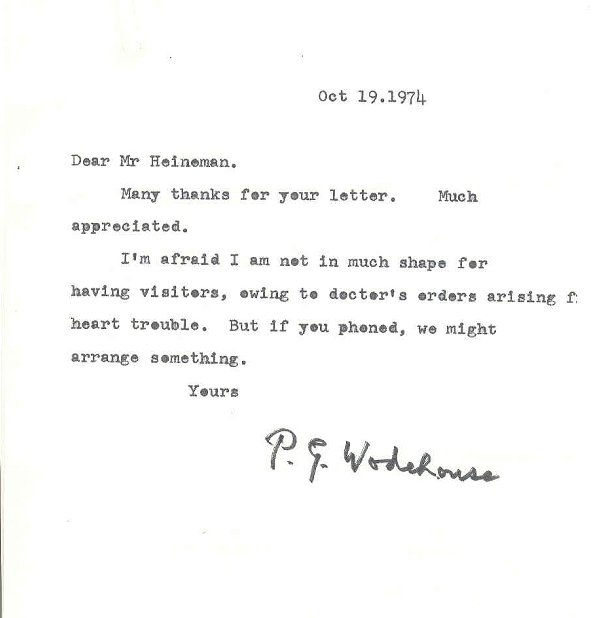 Oct 19.1974
Dear Mr Heineman.
Many thanks for your letter. Much
appreciated.
I'm afraid I am not in much shape for
having visitors, owing to doctor's orders arising
heart trouble. But if you phoned, we might
arrange something.
Yours
P. G. Wodehouse